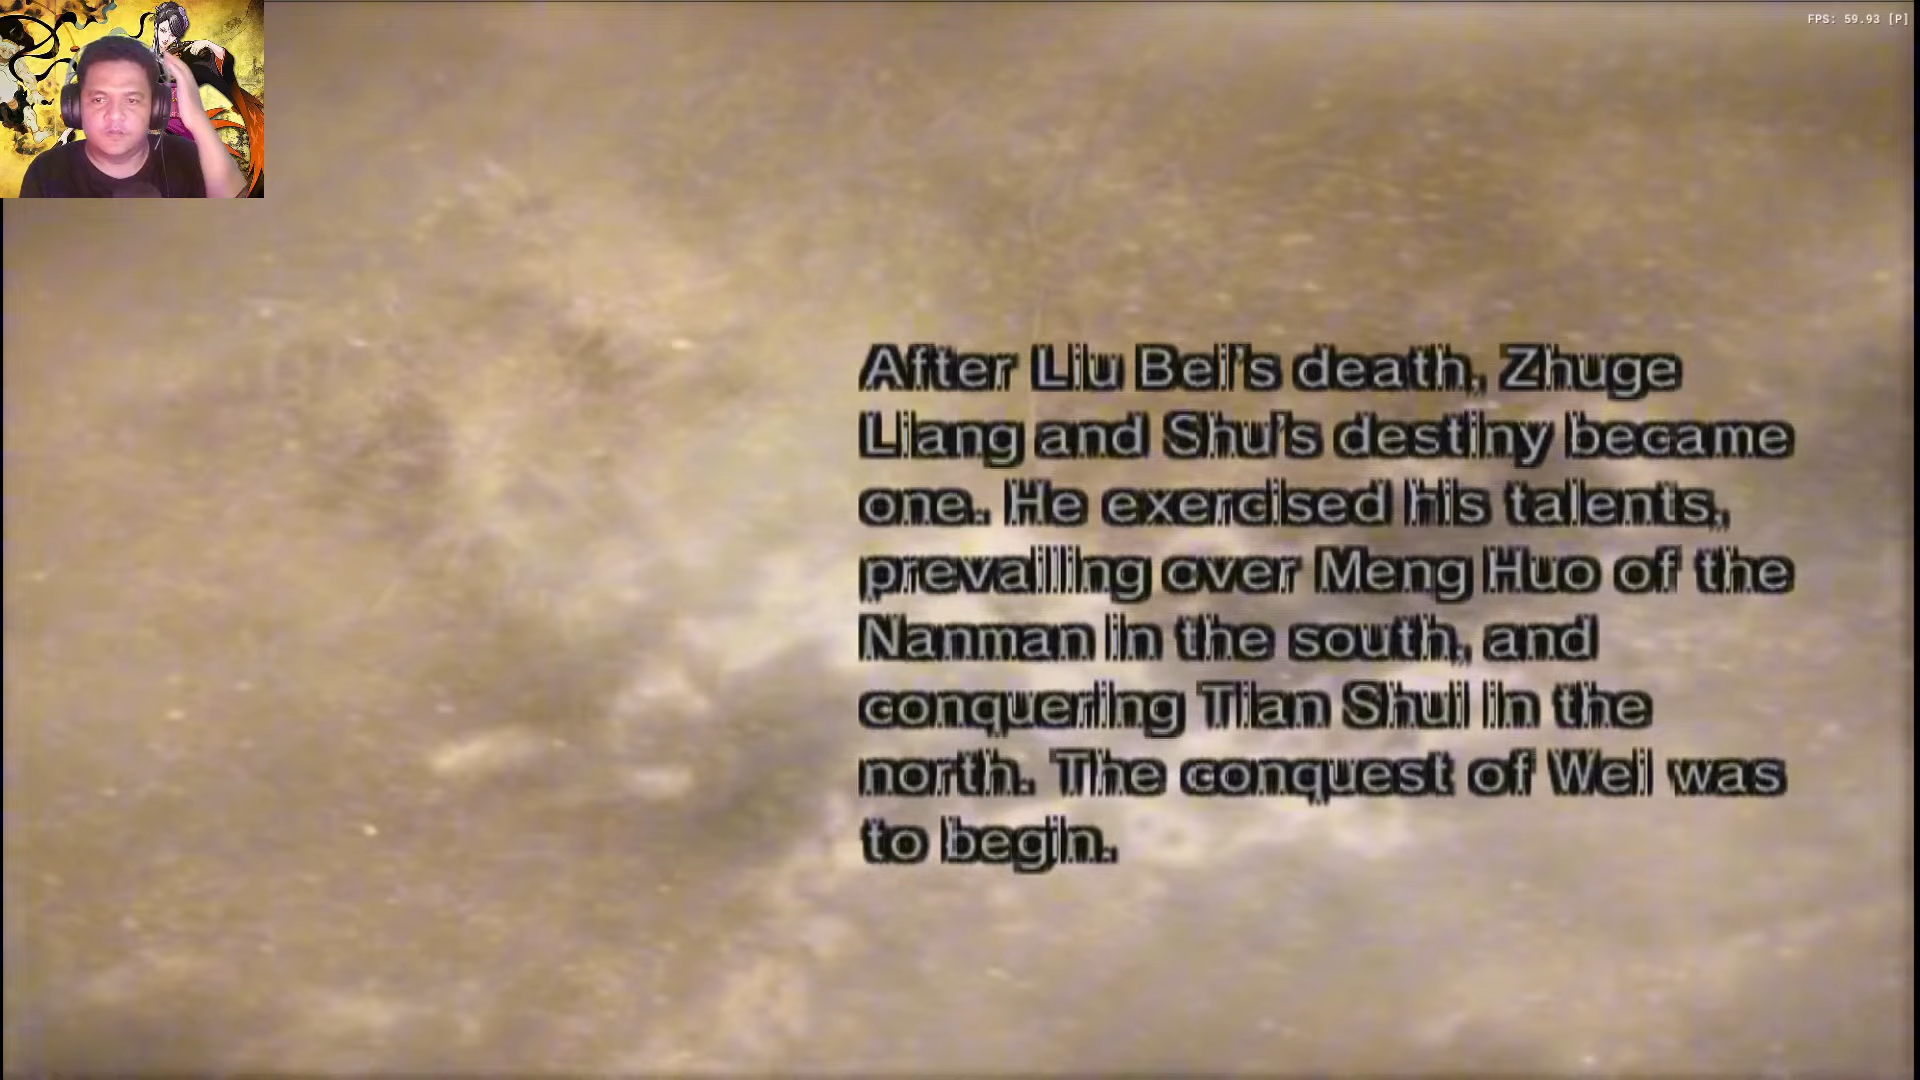 FPS: 59.93 [P]
After Liu Bei's death, Zhuge
Liang and Shu's destiny became
one. He exercised his talents,
prevailing over Meng Huo of the
Nanman in the south, and
conquering Tian Shui in the
north. The conquest of Wei was
to begin.